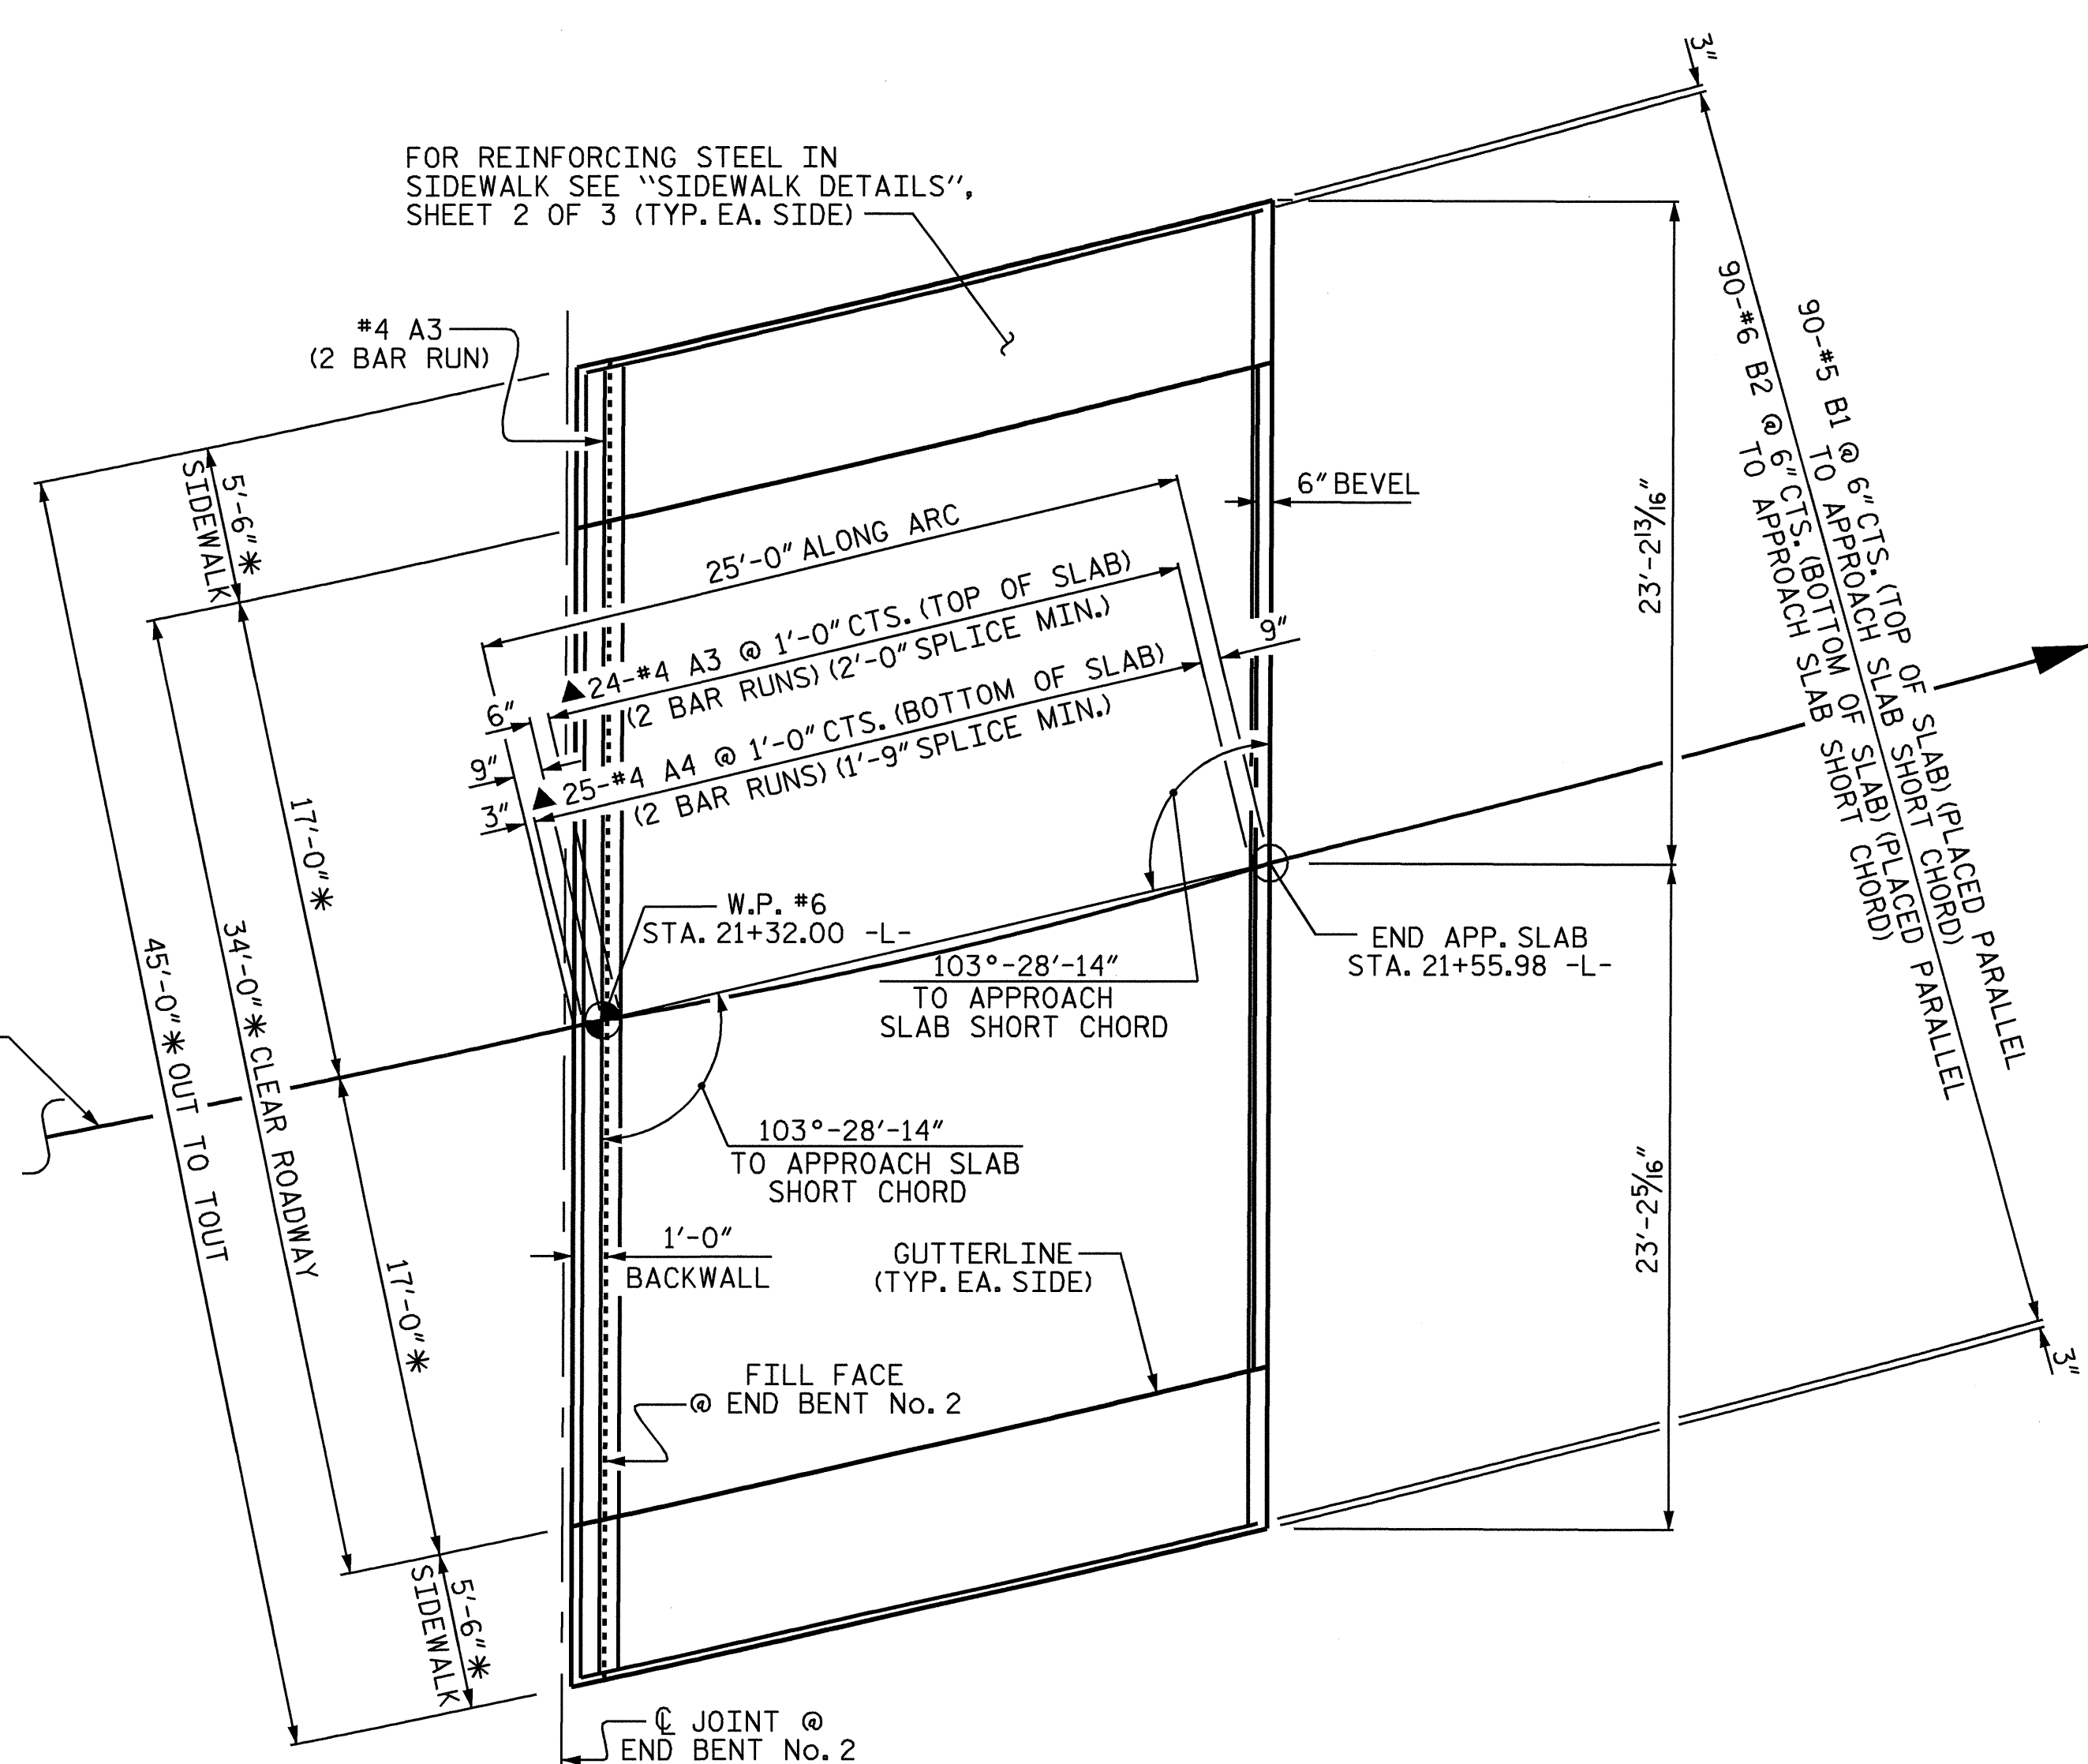 3"
FOR REINFORCING STEEL IN
SIDEWALK SEE "SIDEWALK DETAILS",
SHEET 2 OF 3 (TYP. EA. SIDE)
#4 A3
(2 BAR RUN)
5'-6"*
SIDEWALK
6" BEVEL
25'-0" ALONG ARC
▲24-#4 A3 @ 1'-0" CTS. (TOP OF SLAB)
(2 BAR RUNS) (2'-0" SPLICE MIN.)
▲ 25-#4 A4 @ 1'-0" CTS. (BOTTOM OF SLAB)
(2 BAR RUNS) (1'-9" SPLICE MIN.)
9"
6"
9"
3"
23'-2 13/16"
90-#5 B1 @ 6" CTS. (TOP OF SLAB) (PLACED PARALLEL
TO APPROACH SLAB SHORT CHORD)
90-#6 B2 @ 6" CTS. (BOTTOM OF SLAB) (PLACED PARALLEL
TO APPROACH SLAB SHORT CHORD)
17'-0"*
34'-0"* CLEAR ROADWAY
45'-0"* OUT TO TOUT
W.P. #6
STA. 21+32.00 -L-
103°-28'-14"
TO APPROACH
SLAB SHORT CHORD
END APP. SLAB
STA. 21+55.98 -L-
103°-28'-14"
TO APPROACH SLAB
SHORT CHORD
1'-0"
BACKWALL
GUTTERLINE
(TYP. EA. SIDE)
23'-2 5/16"
17'-0"*
FILL FACE
@ END BENT No. 2
3"
5'-6"*
SIDEWALK
℄ JOINT @
END BENT No. 2